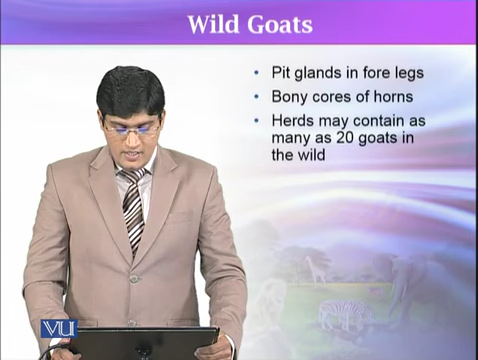 Wild Goats
• Pit glands in fore legs
• Bony cores of horns
• Herds may contain as
many as 20 goats in
the wild
VU